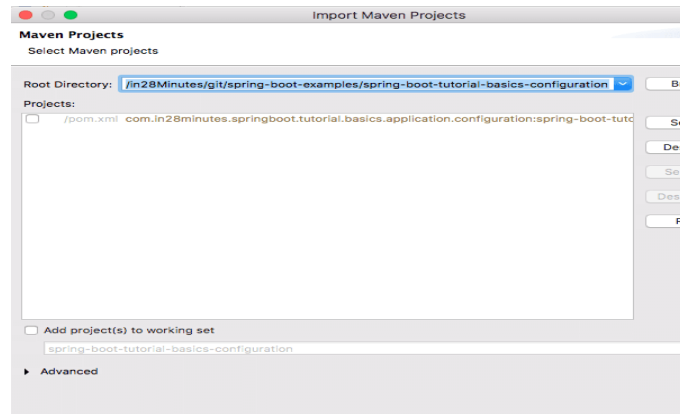 Import Maven Projects
Maven Projects
Select Maven projects
Root Directory: /in28Minutes/git/spring-boot-examples/spring-boot-tutorial-basics-configuration
Projects:
/pom.xml com.in28minutes.springboot.tutorial.basics.application.configuration:spring-boot-tuto
Add project(s) to working set
spring-boot-tutorial-basics-configuration
Advanced